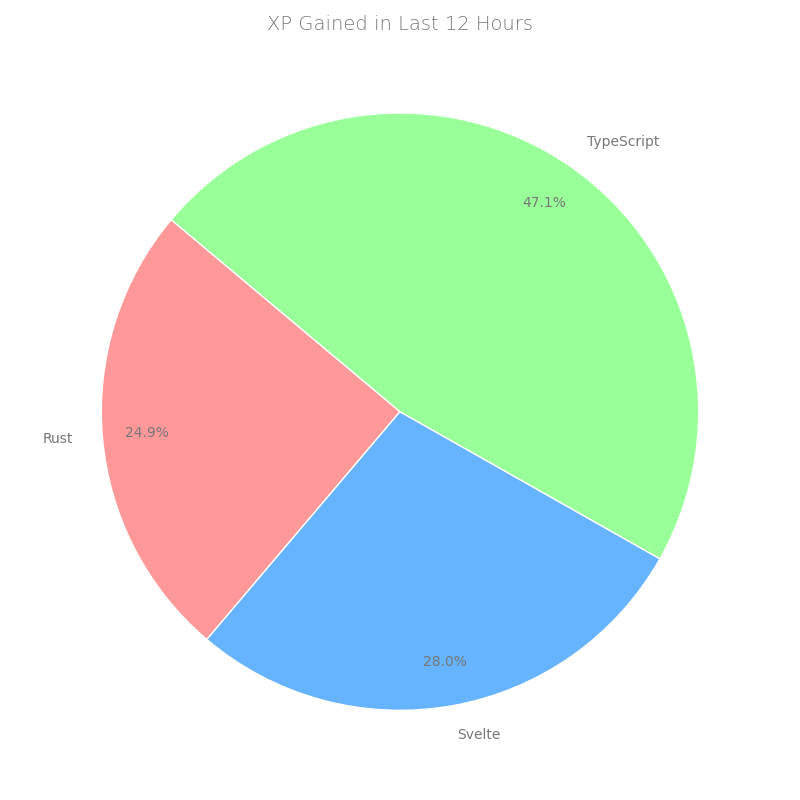 XP Gained in Last 12 Hours
TypeScript
47.1%
24.9%
Rust
28.0%
Svelte